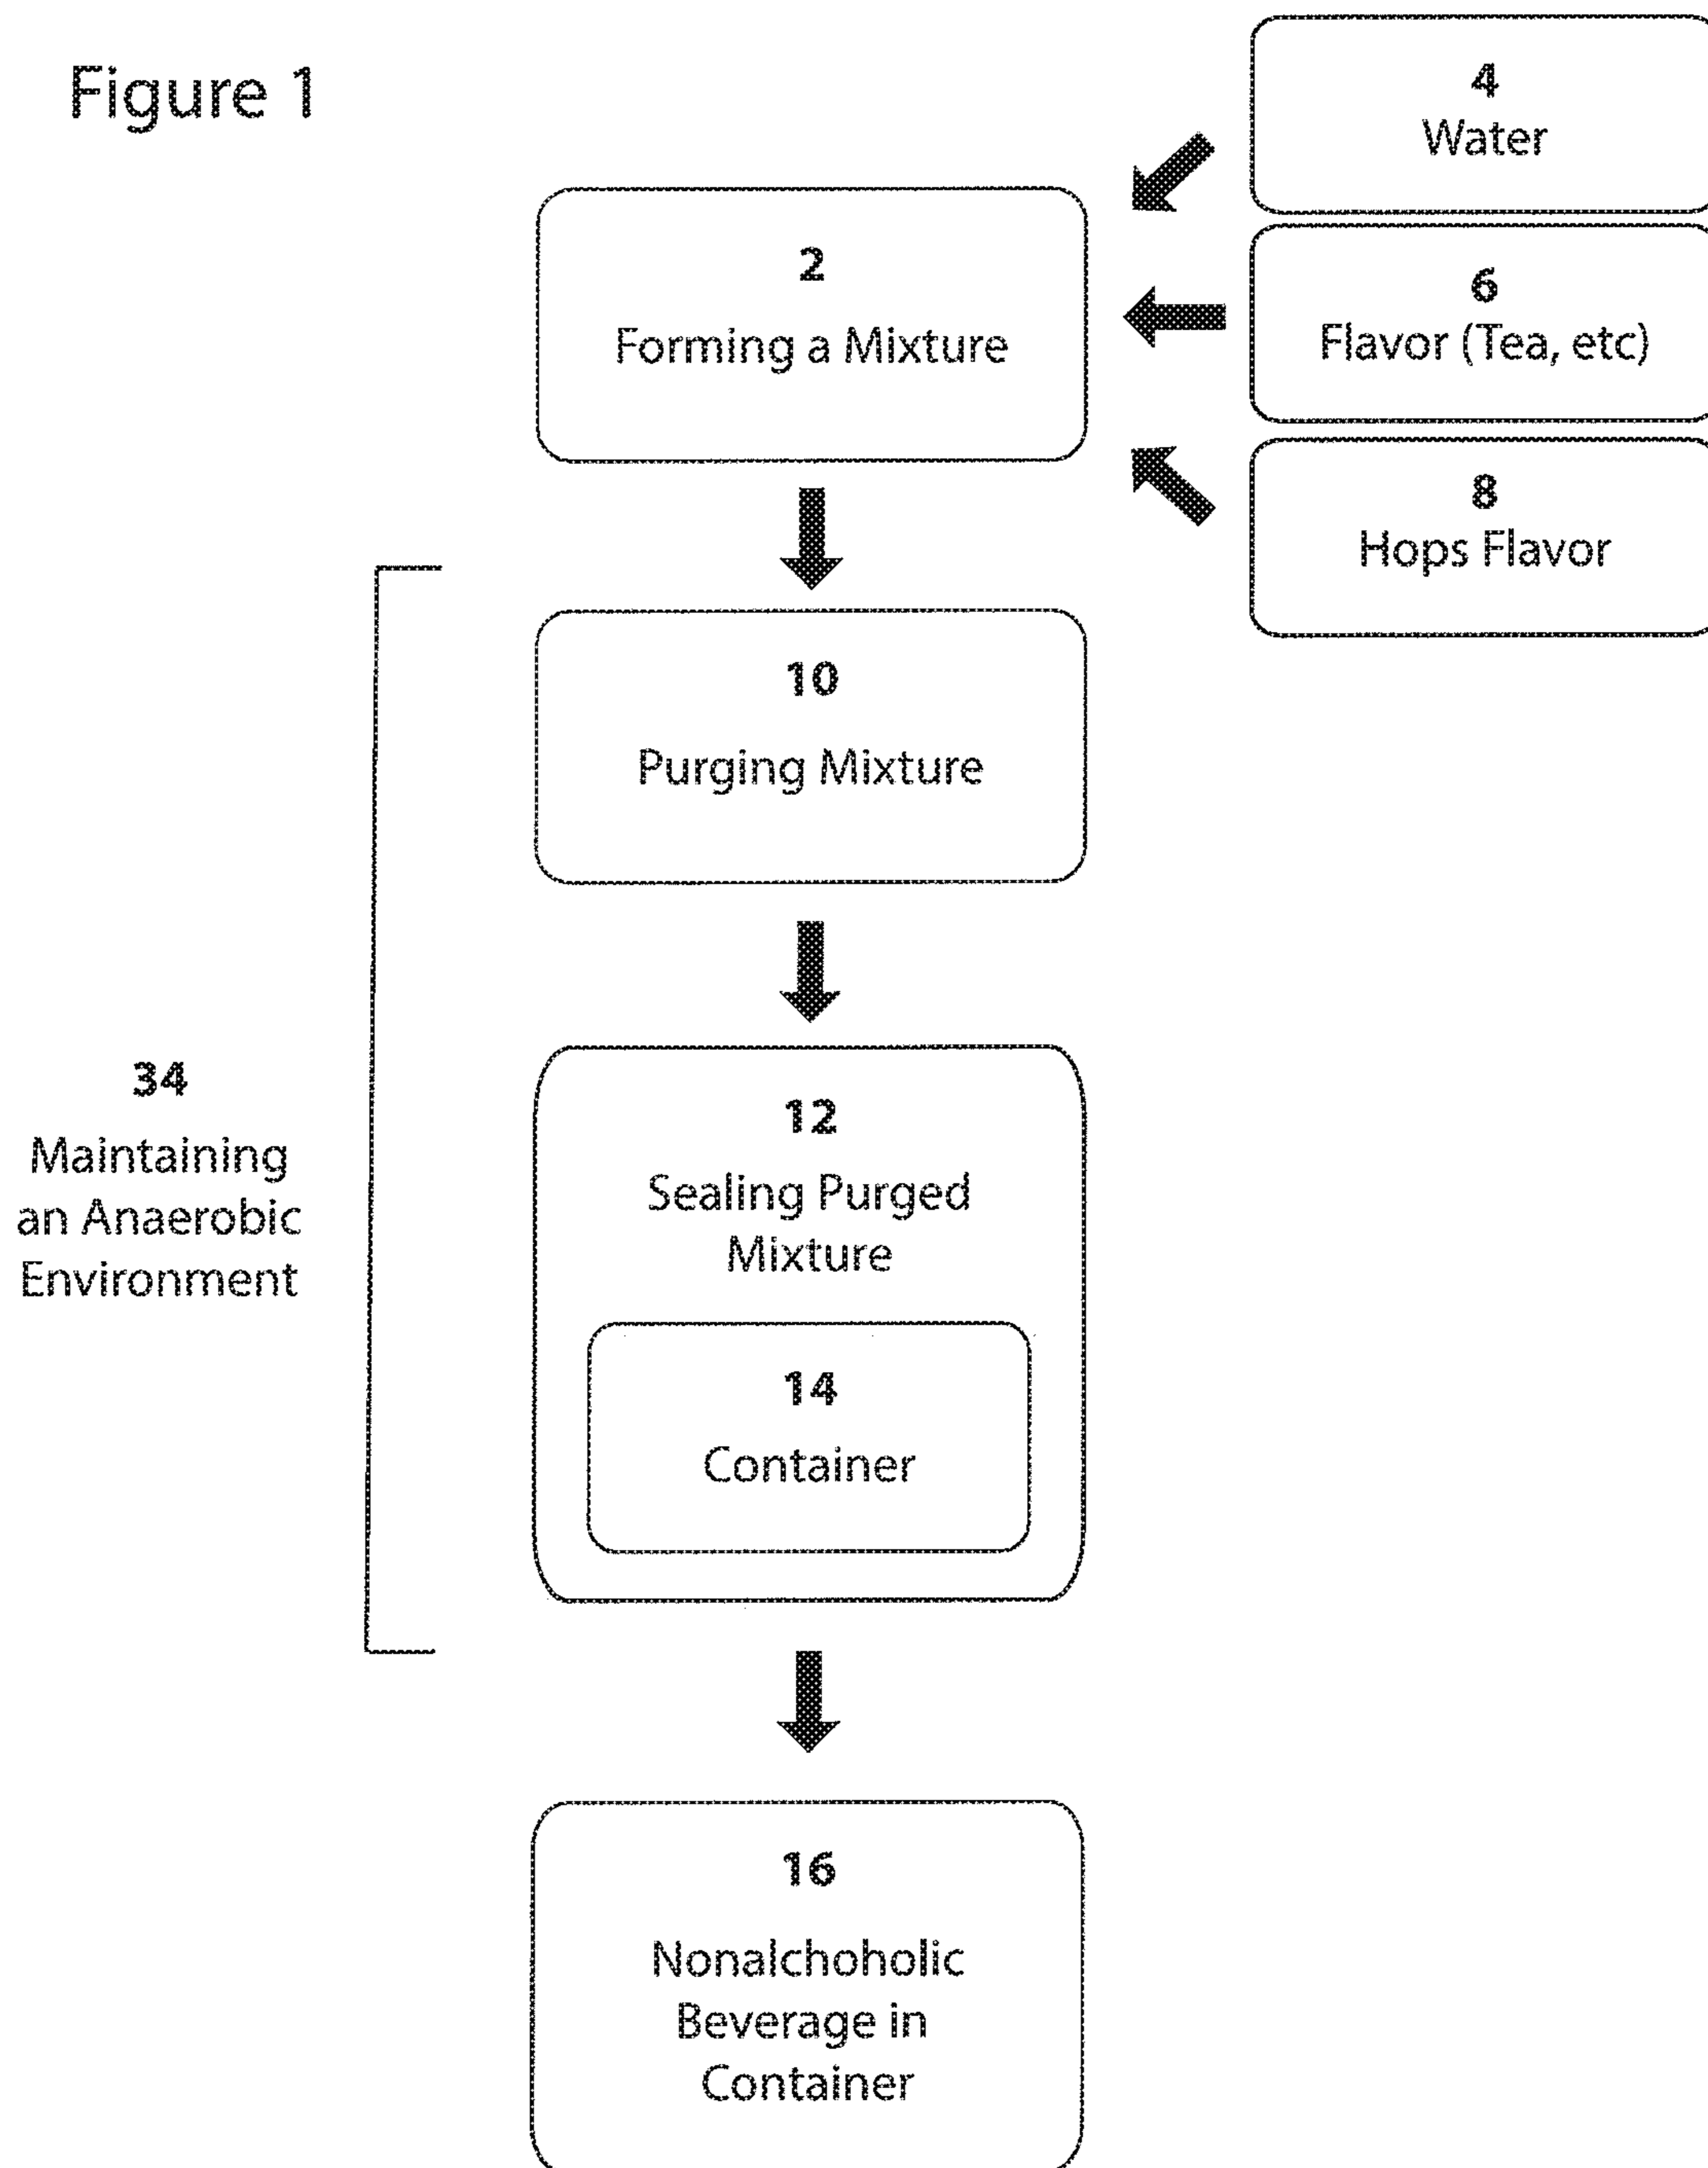 Figure 1
4
Water
2
Forming a Mixture
6
Flavor (Tea, etc)
8
Hops Flavor
10
Purging Mixture
34
Maintaining
an Anaerobic
Environment
12
Sealing Purged
Mixture
14
Container
16
Nonalchoholic
Beverage in
Container